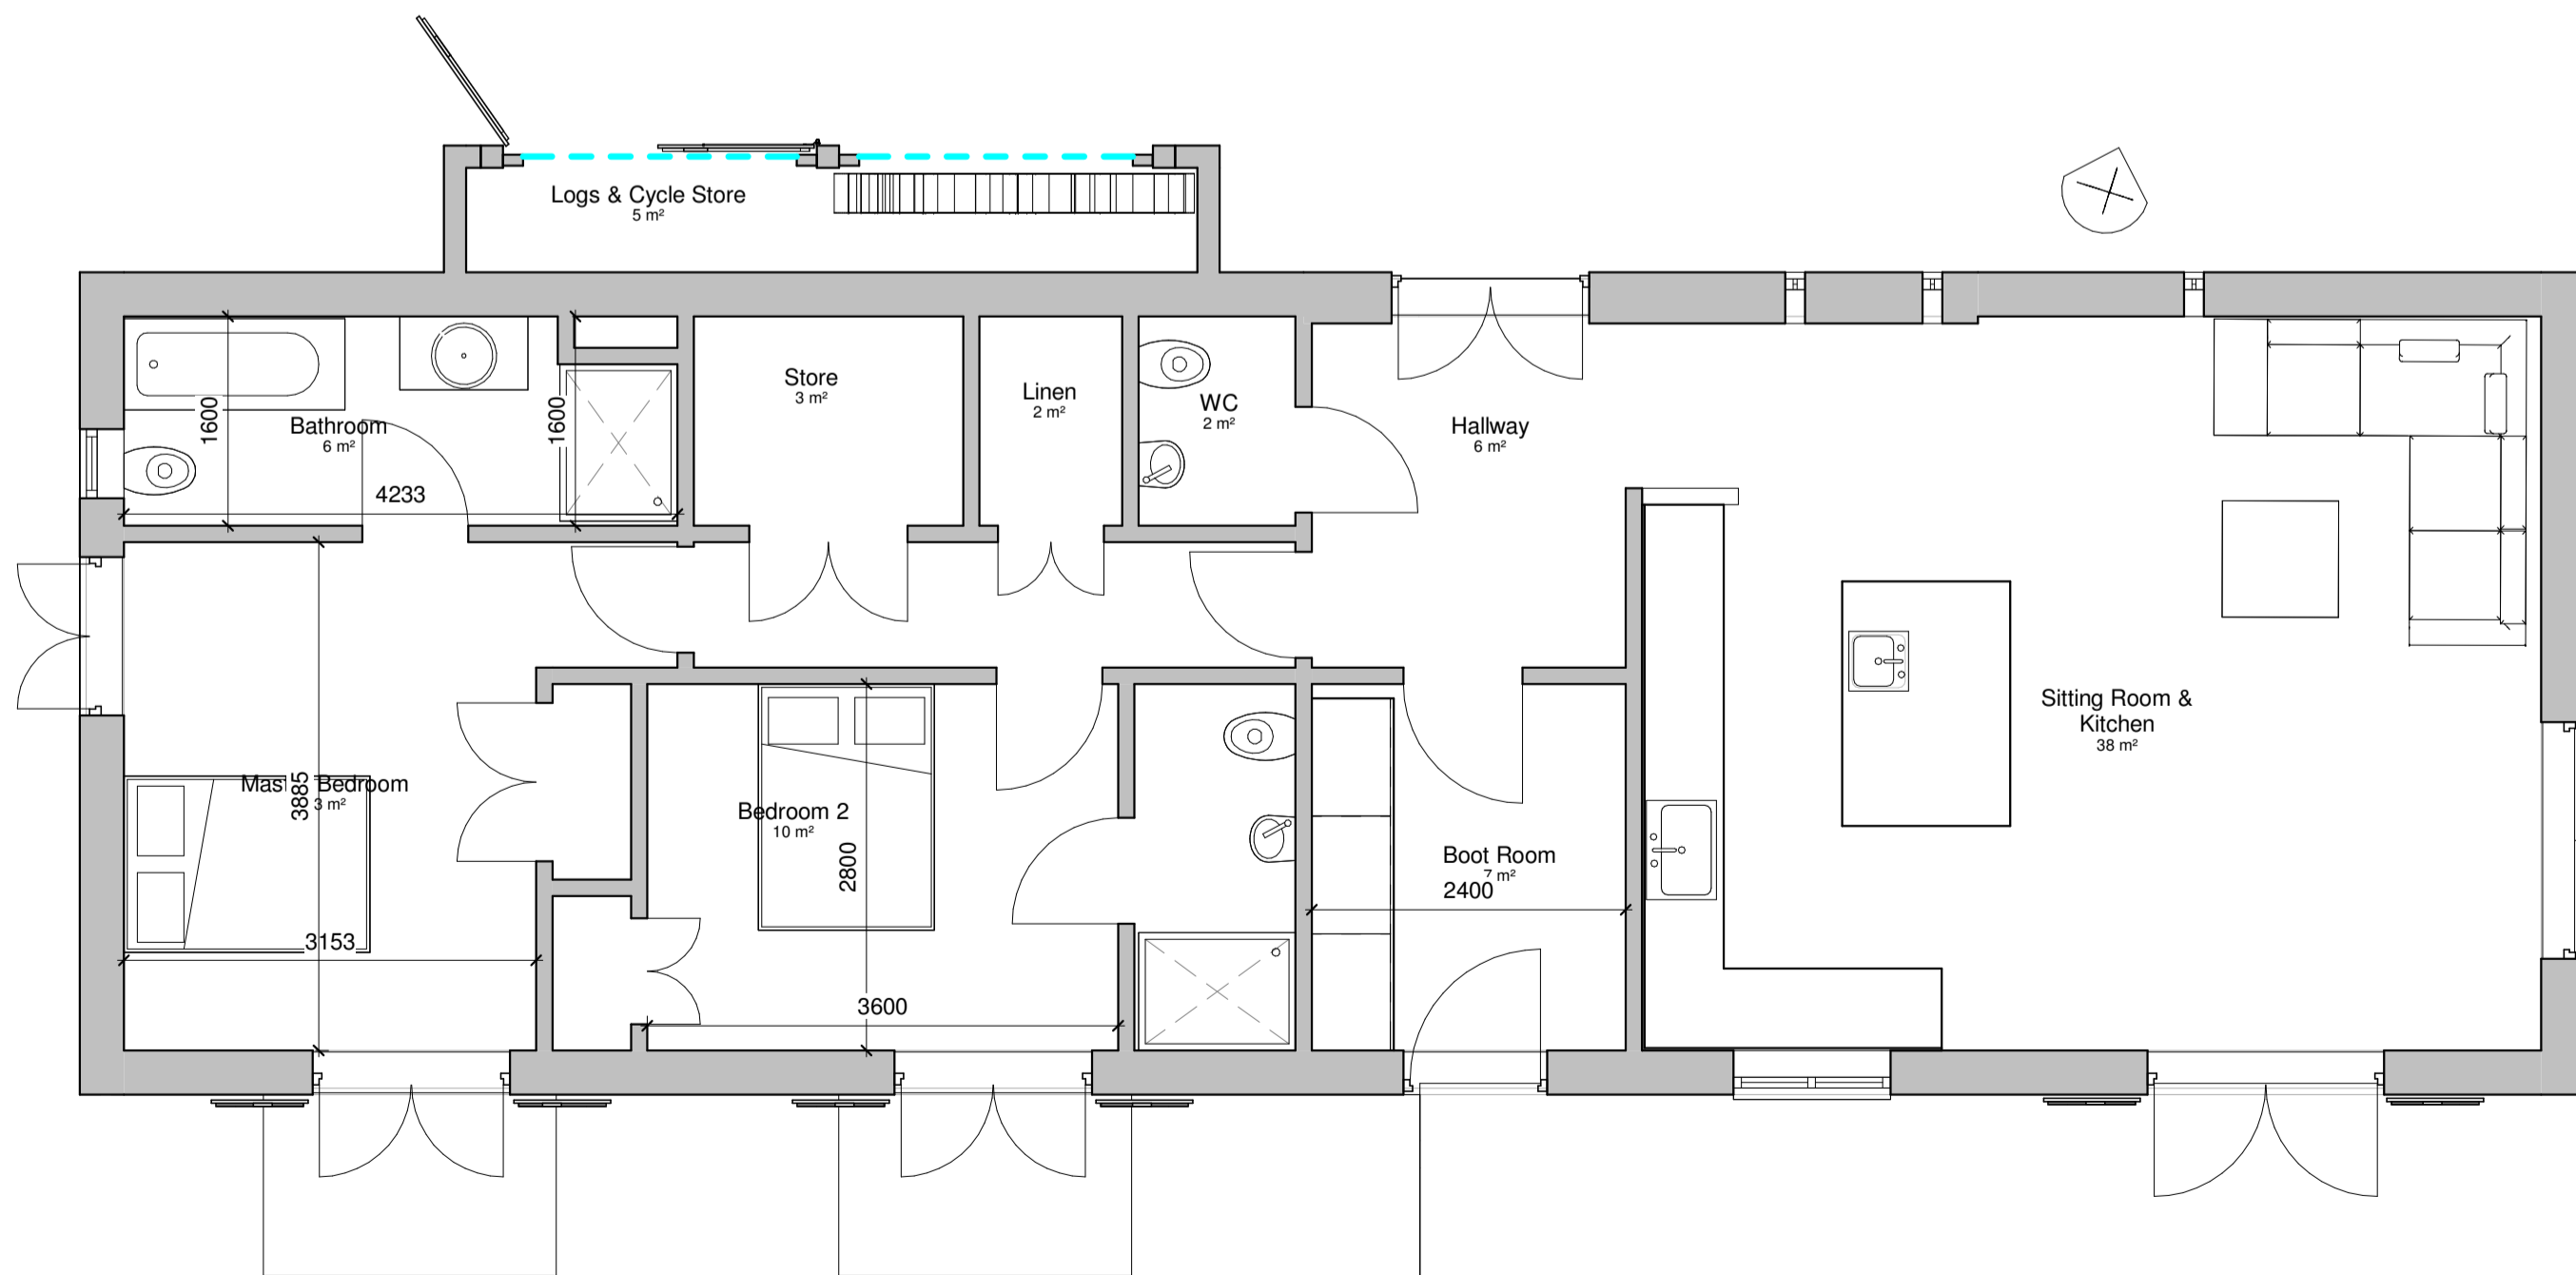 Logs & Cycle Store
5 m²
Store
3 m²
Linen
2 m²
WC
2 m²
Hallway
6 m²
1600
Bathroom
6 m²
1600
4233
Sitting Room &
Kitchen
38 m²
Bedroom
3 m²
3885
3153
Bedroom 2
10 m²
2800
3600
Boot Room
7 m²
2400